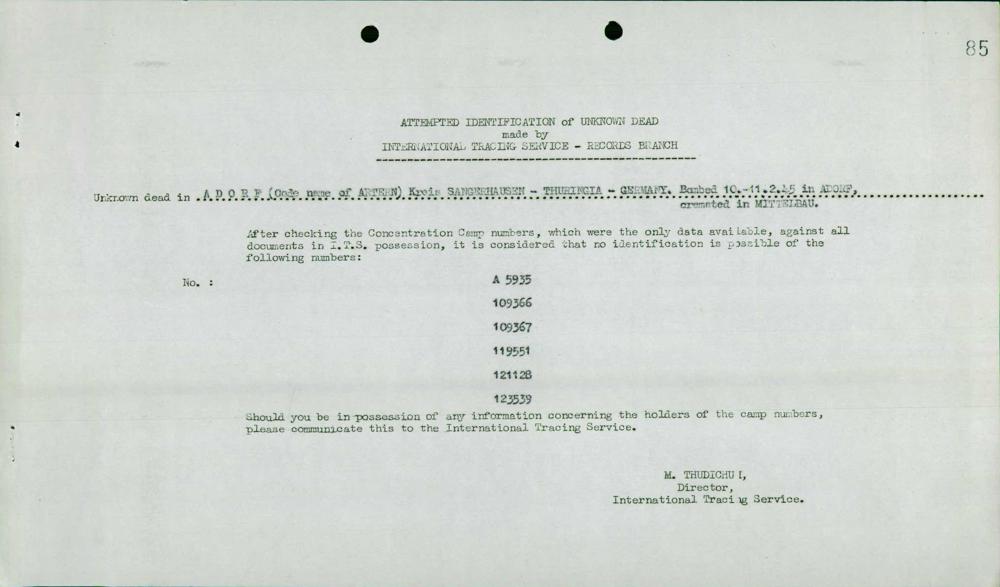 85
ATTEMPTED IDENTIFICATION of UNKNOWN DEAD
made by
INTERNATIONAL TRACING SERVICE - RECORDS BRANCH
Unknown dead in . A D O R F (Code name of ARTERN) Kreis SANGERHAUSEN - THURINGIA - GERMANY. Bombed 10.-11.2.45 in ADORF,
cremated in MITTELBAU.
After checking the Concentration Camp numbers, which were the only data available, against all
documents in I.T.S. possession, it is considered that no identification is possible of the
following numbers:
No. :
A 5935
109366
109367
119551
121128
123539
Should you be in possession of any information concerning the holders of the camp numbers,
please communicate this to the International Tracing Service.
M. THUDICHU I,
Director,
International Tracing Service.